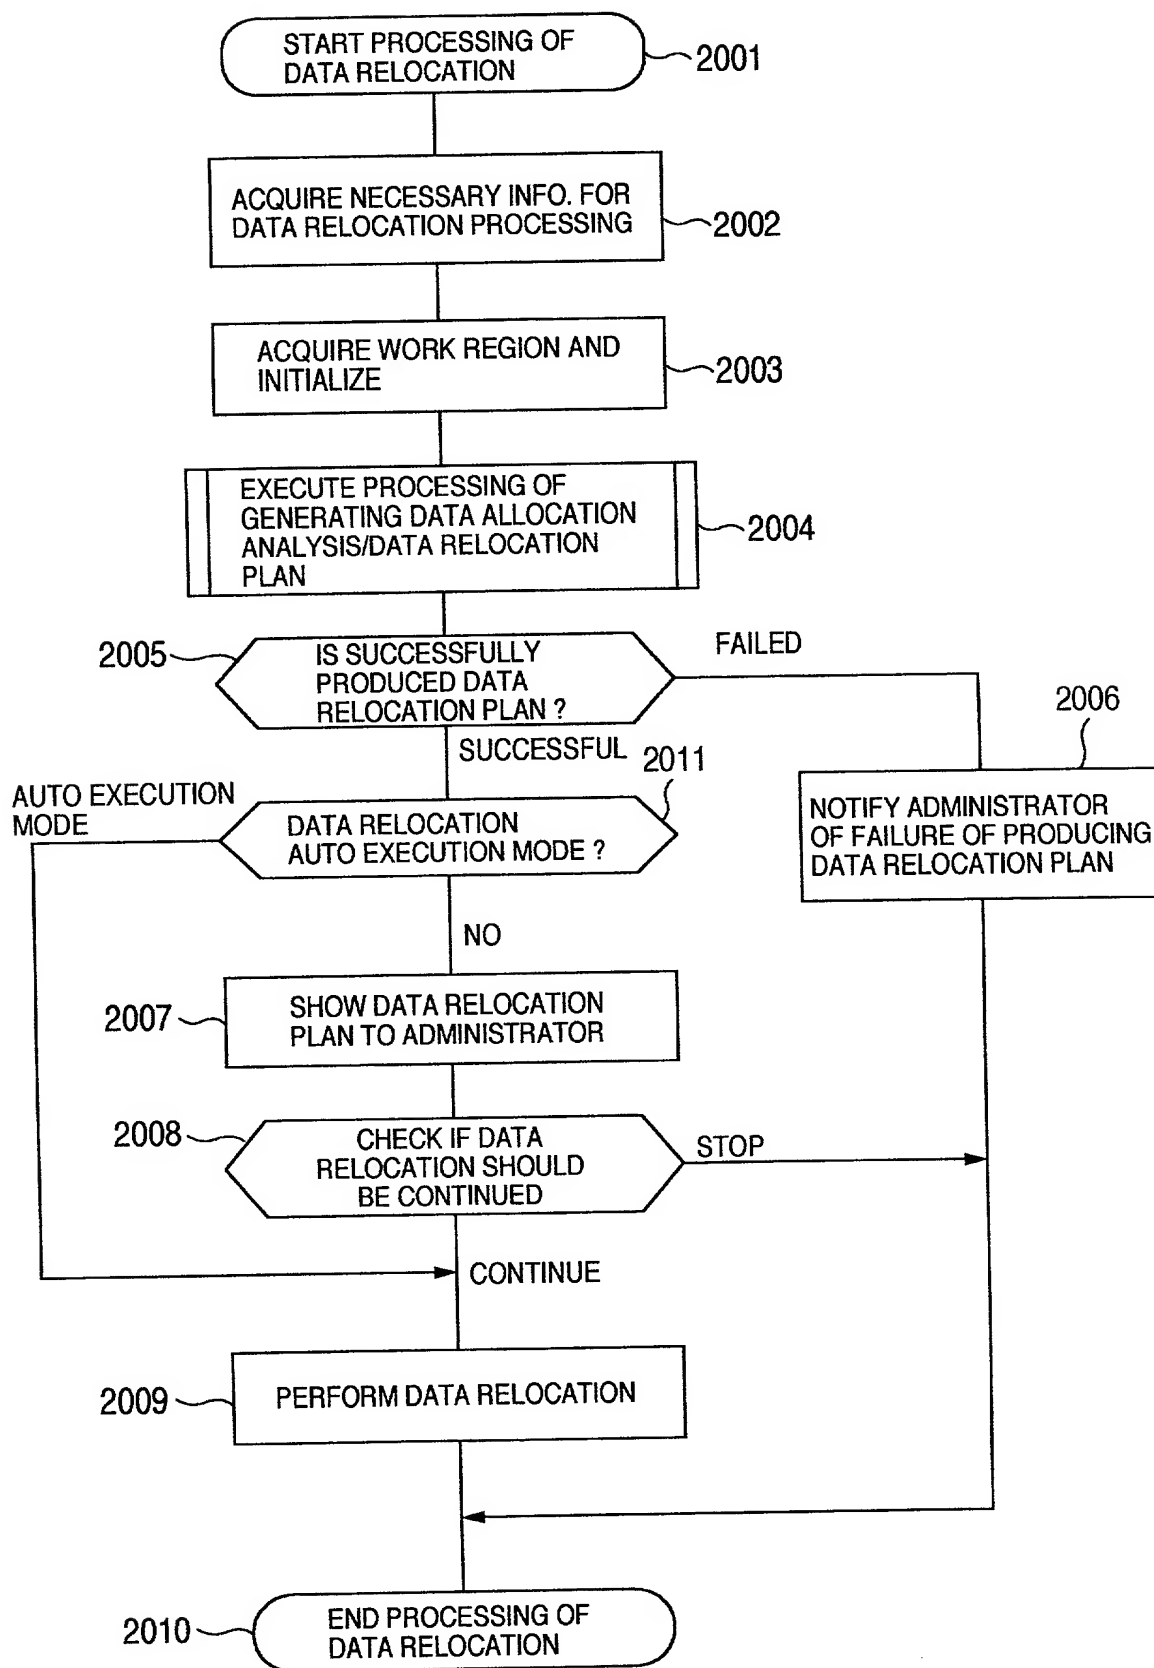 START PROCESSING OF
DATA RELOCATION
2001
ACQUIRE NECESSARY INFO. FOR
DATA RELOCATION PROCESSING
2002
ACQUIRE WORK REGION AND
INITIALIZE
2003
EXECUTE PROCESSING OF
GENERATING DATA ALLOCATION
ANALYSIS/DATA RELOCATION
PLAN
2004
2005
IS SUCCESSFULLY
PRODUCED DATA
RELOCATION PLAN ?
FAILED
SUCCESSFUL
2006
NOTIFY ADMINISTRATOR
OF FAILURE OF PRODUCING
DATA RELOCATION PLAN
2011
AUTO EXECUTION
MODE
DATA RELOCATION
AUTO EXECUTION MODE ?
NO
2007
SHOW DATA RELOCATION
PLAN TO ADMINISTRATOR
2008
CHECK IF DATA
RELOCATION SHOULD
BE CONTINUED
STOP
CONTINUE
2009
PERFORM DATA RELOCATION
2010
END PROCESSING OF
DATA RELOCATION